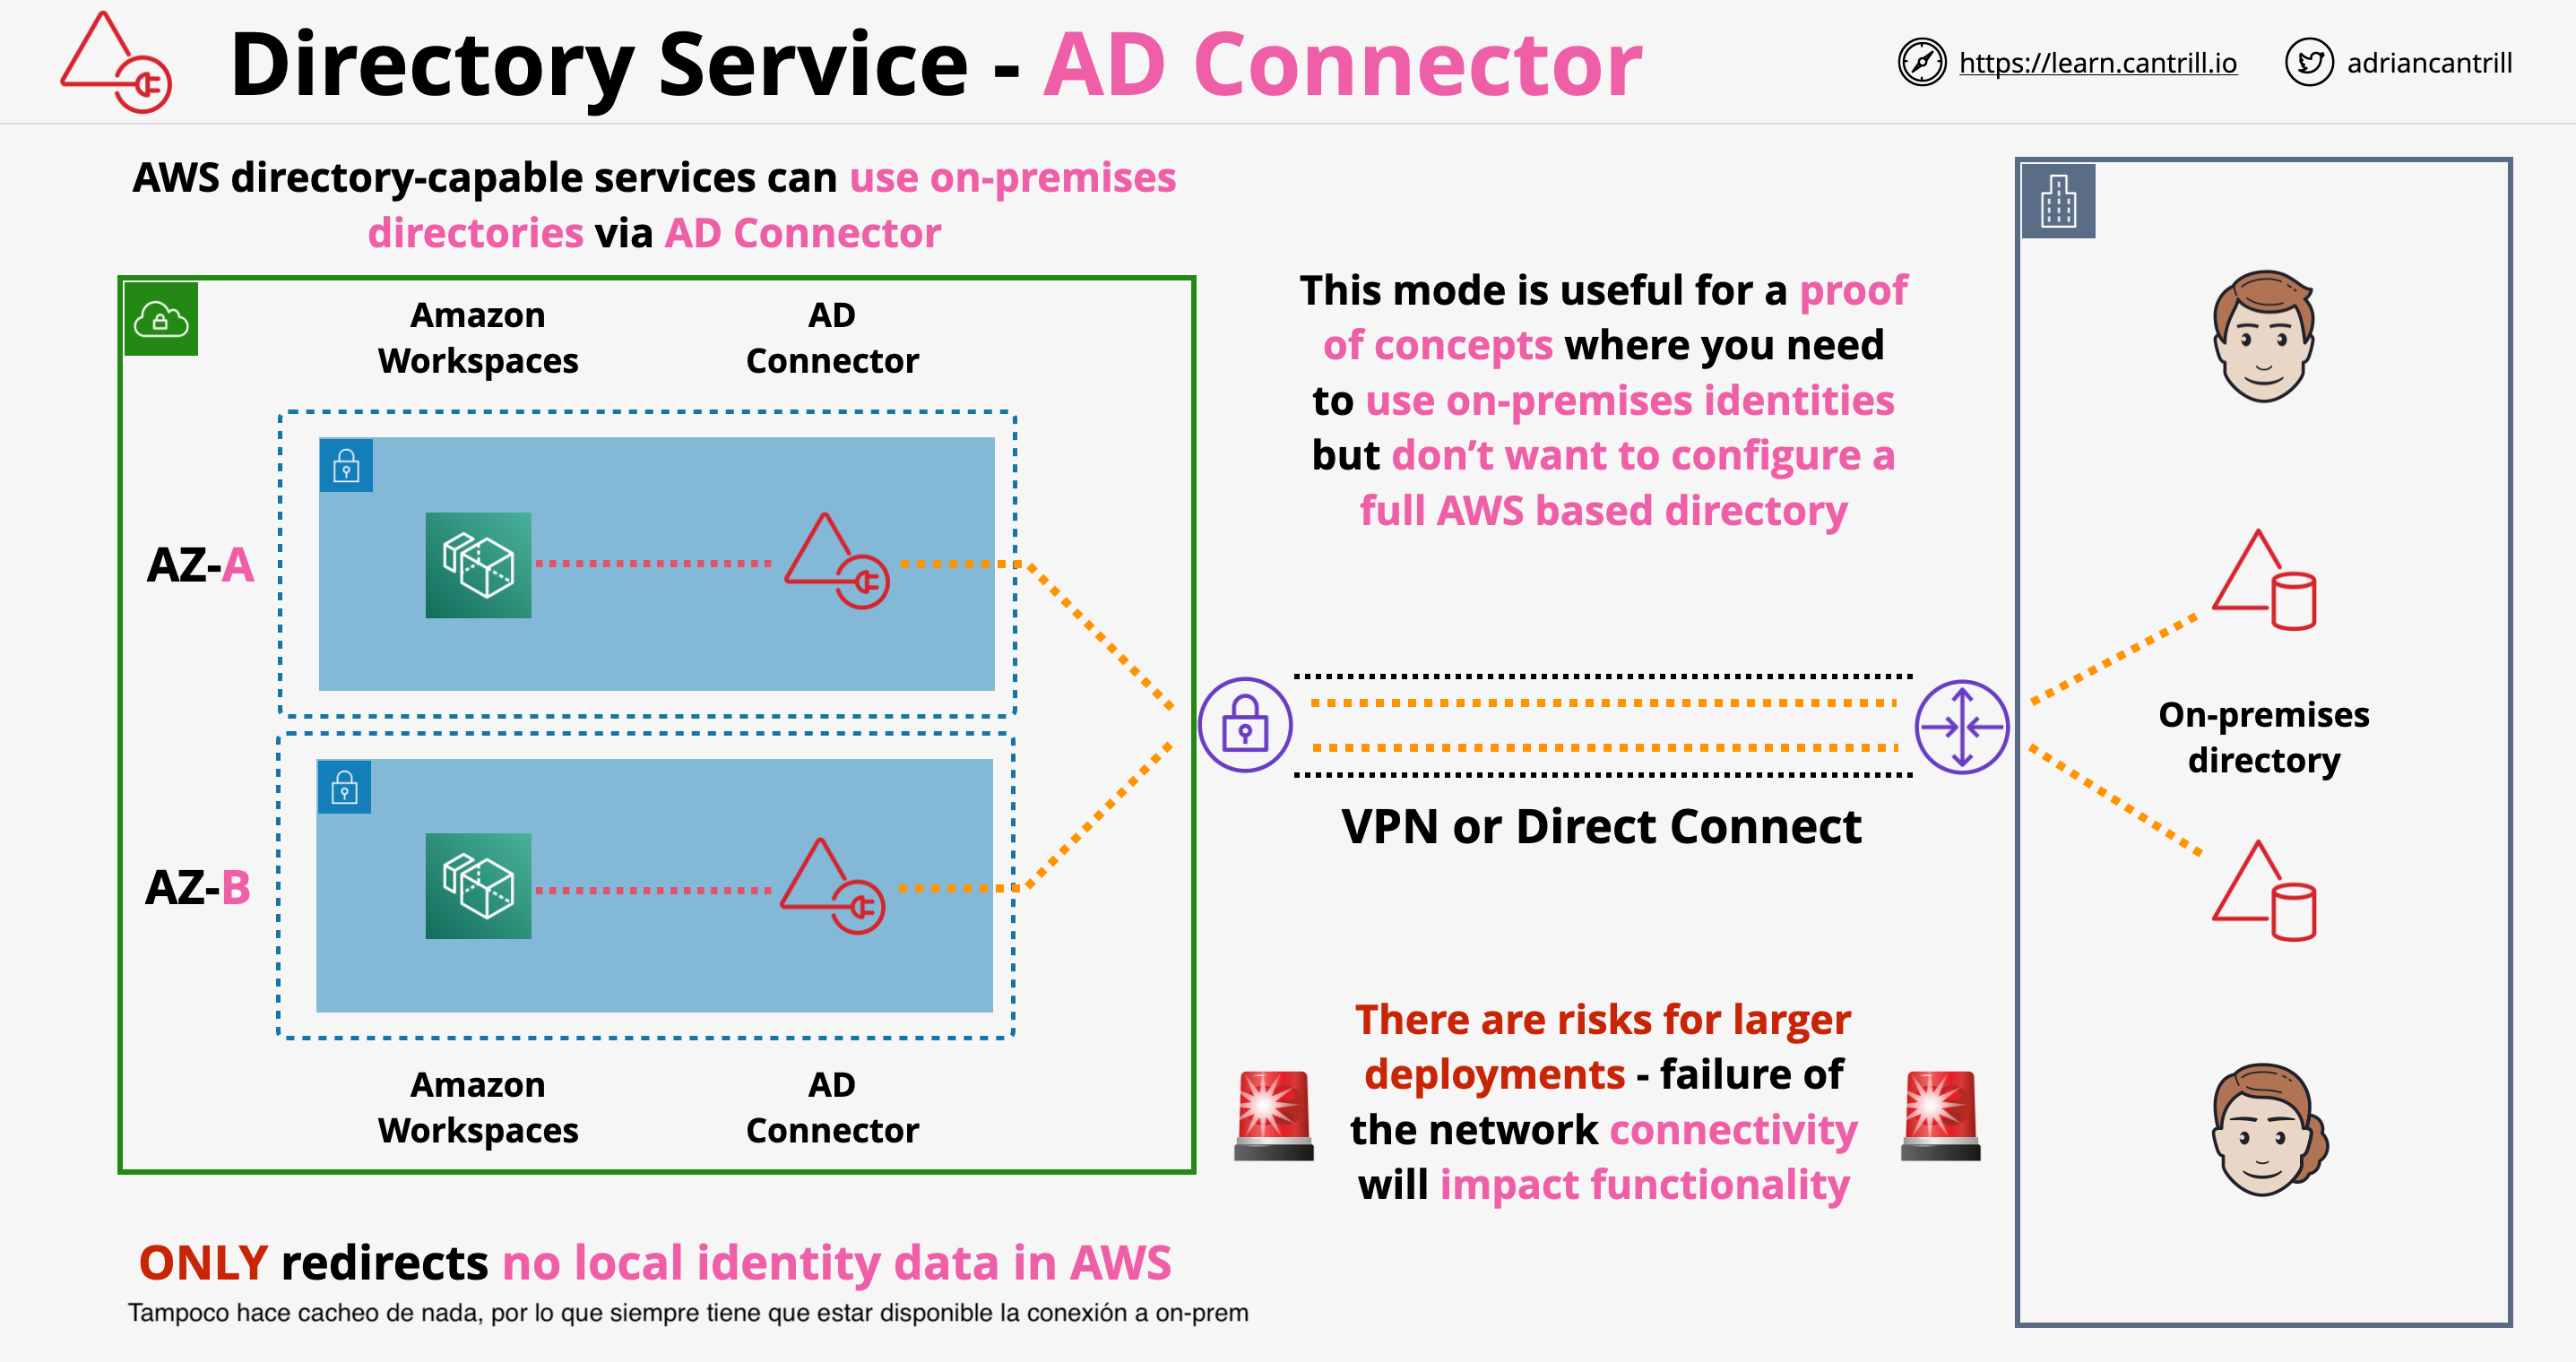 Directory Service - AD Connector
https://learn.cantrill.io
adriancantrill
AWS directory-capable services can use on-premises
directories via AD Connector
Amazon
Workspaces
AD
Connector
AZ-A
AZ-B
Amazon
Workspaces
AD
Connector
This mode is useful for a proof
of concepts where you need
to use on-premises identities
but don’t want to configure a
full AWS based directory
VPN or Direct Connect
There are risks for larger
deployments - failure of
the network connectivity
will impact functionality
On-premises
directory
ONLY redirects no local identity data in AWS
Tampoco hace cacheo de nada, por lo que siempre tiene que estar disponible la conexión a on-prem